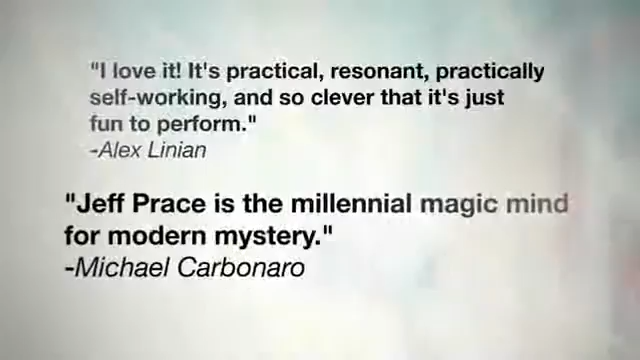 "I love it! It's practical, resonant, practically
self-working, and so clever that it's just
fun to perform."
-Alex Linian
"Jeff Prace is the millennial magic mind
for modern mystery."
-Michael Carbonaro